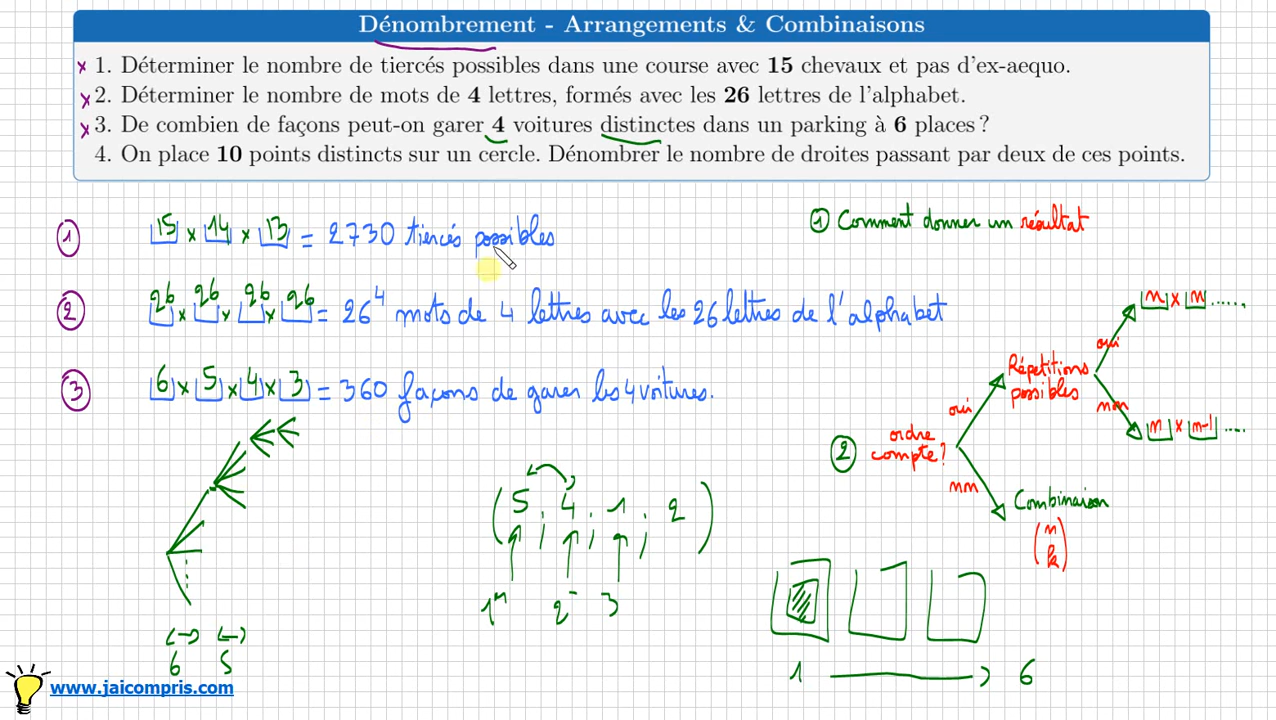 Dénombrement - Arrangements & Combinaisons
x 1. Déterminer le nombre de tiercés possibles dans une course avec 15 chevaux et pas d'ex-aequo.
x 2. Déterminer le nombre de mots de 4 lettres, formés avec les 26 lettres de l'alphabet.
x 3. De combien de façons peut-on garer 4 voitures distinctes dans un parking à 6 places ?
4. On place 10 points distincts sur un cercle. Dénombrer le nombre de droites passant par deux de ces points.
① 15 × 14 × 13 = 2730 tiercés possibles
① Comment donner un résultat
② 26 × 26 × 26 × 26 = 26⁴ mots de 4 lettres avec les 26 lettres de l'alphabet
③ 6 × 5 × 4 × 3 = 360 façons de garer les 4 voitures.
② ordre compte?
oui
Répétitions possibles
oui
n × n .....
non
n × n-1 ....
non
Combinaison
(n k)
(5, 4, 1, 2)
2 3
6 5
1 → 6
www.jaicompris.com